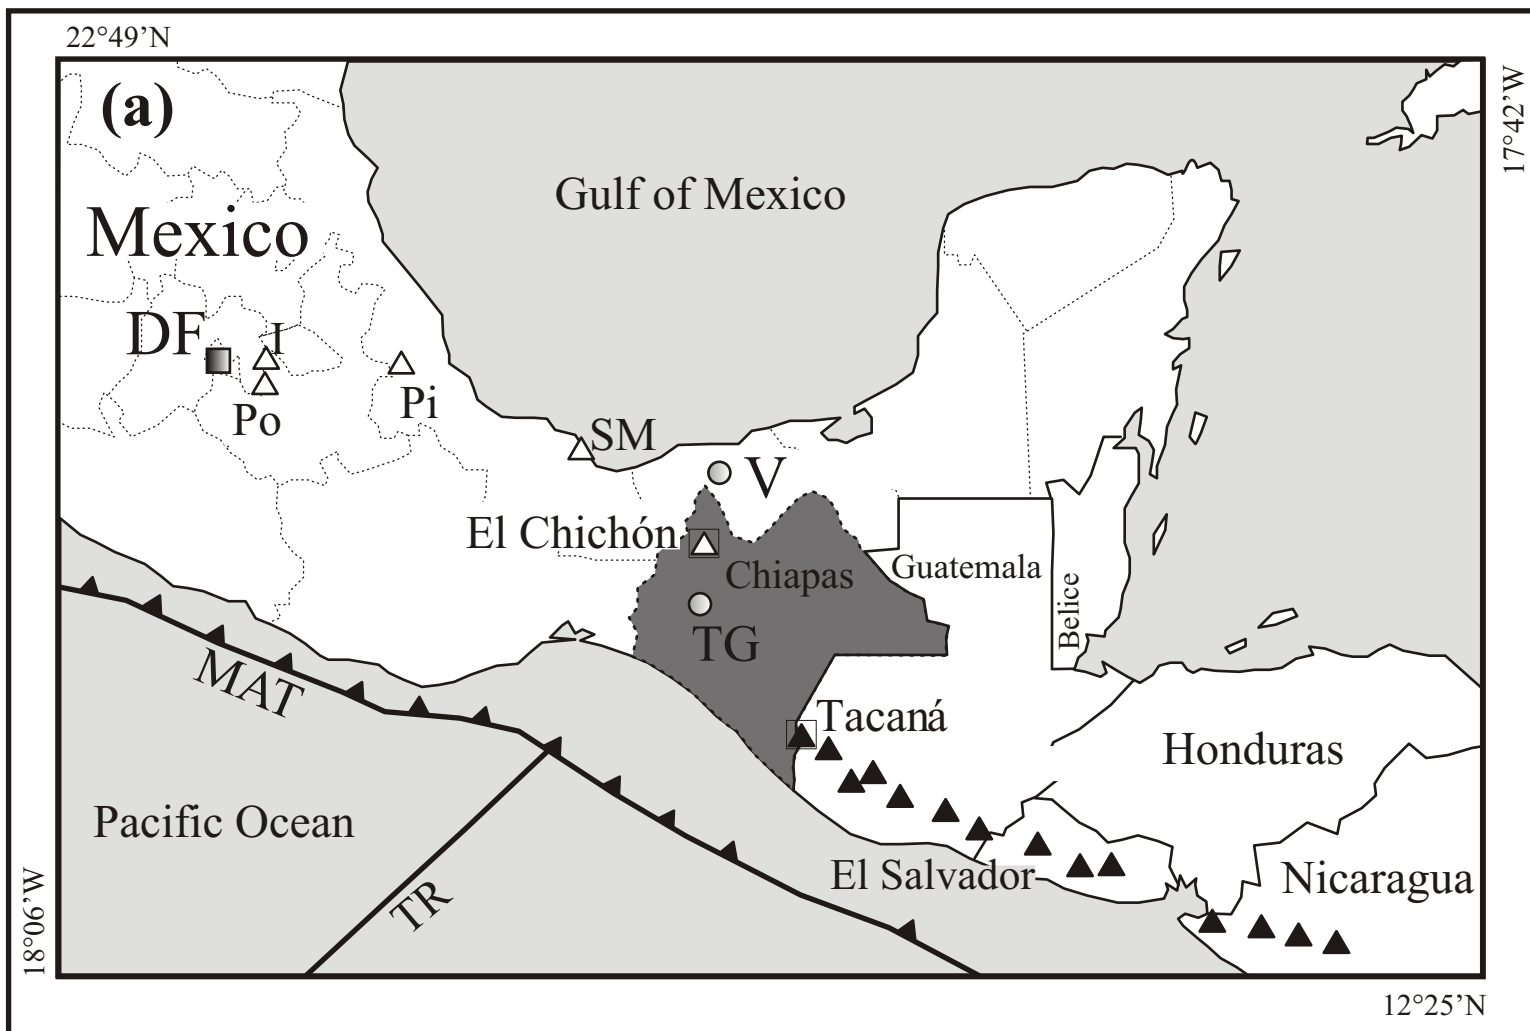 22°49’N
(a)
17°42’W
Gulf of Mexico
Mexico
DF
I
Po
Pi
SM
V
El Chichón
Chiapas
Guatemala
Belice
TG
MAT
Tacaná
Honduras
Pacific Ocean
TR
El Salvador
Nicaragua
18°06’W
12°25’N